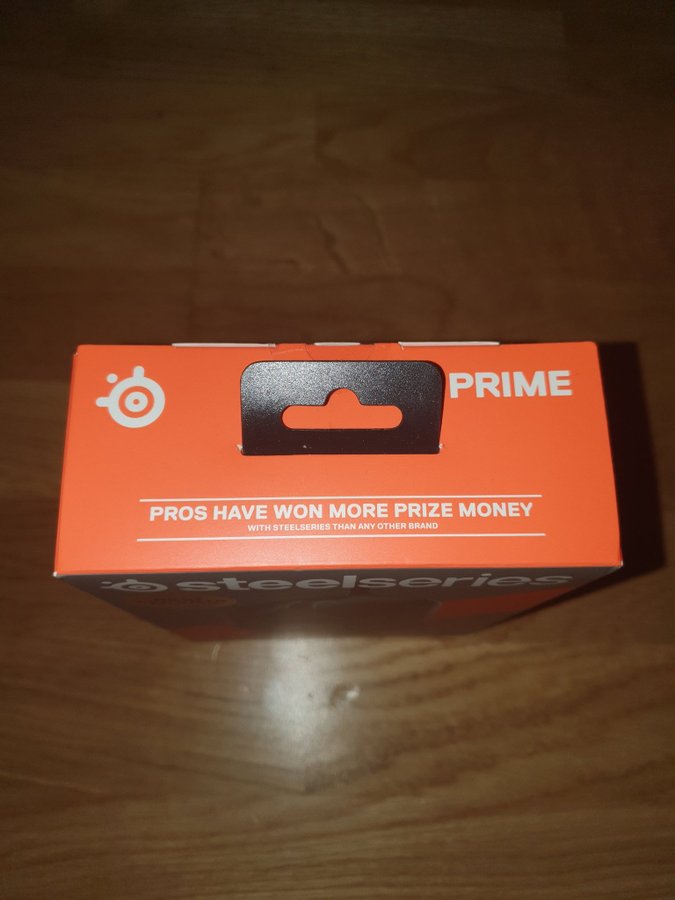 PRIME
PROS HAVE WON MORE PRIZE MONEY
WITH STEELSERIES THAN ANY OTHER BRAND
steelseries